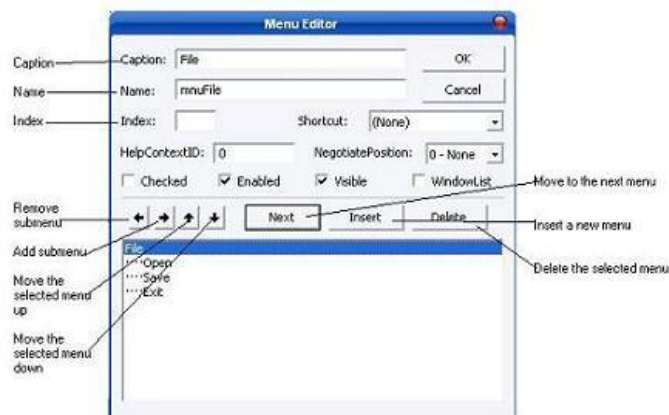 Menu Editor
Caption
Caption: File
OK
Name
Name: mnuFile
Cancel
Index
Index:
Shortcut: (None)
HelpContextID: 0
NegotiatePosition: 0 - None
Checked
Enabled
Visible
WindowList
Move to the next menu
Remove
submenu
Next
Insert
Delete
Insert a new menu
Add submenu
File
Delete the selected menu
····Open
····Save
····Exit
Move the
selected menu
up
Move the
selected menu
down